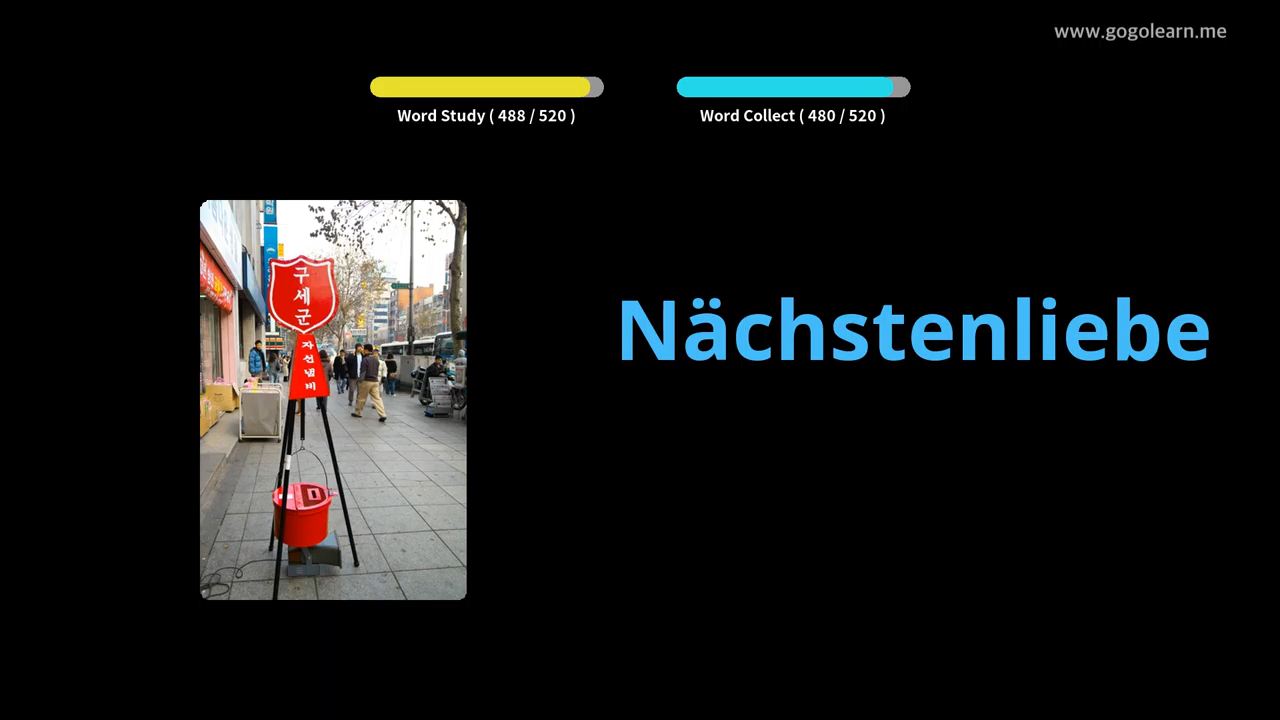 www.gogolearn.me
Word Study ( 488 / 520 )
Word Collect ( 480 / 520 )
구세군
자선냄비
Nächstenliebe